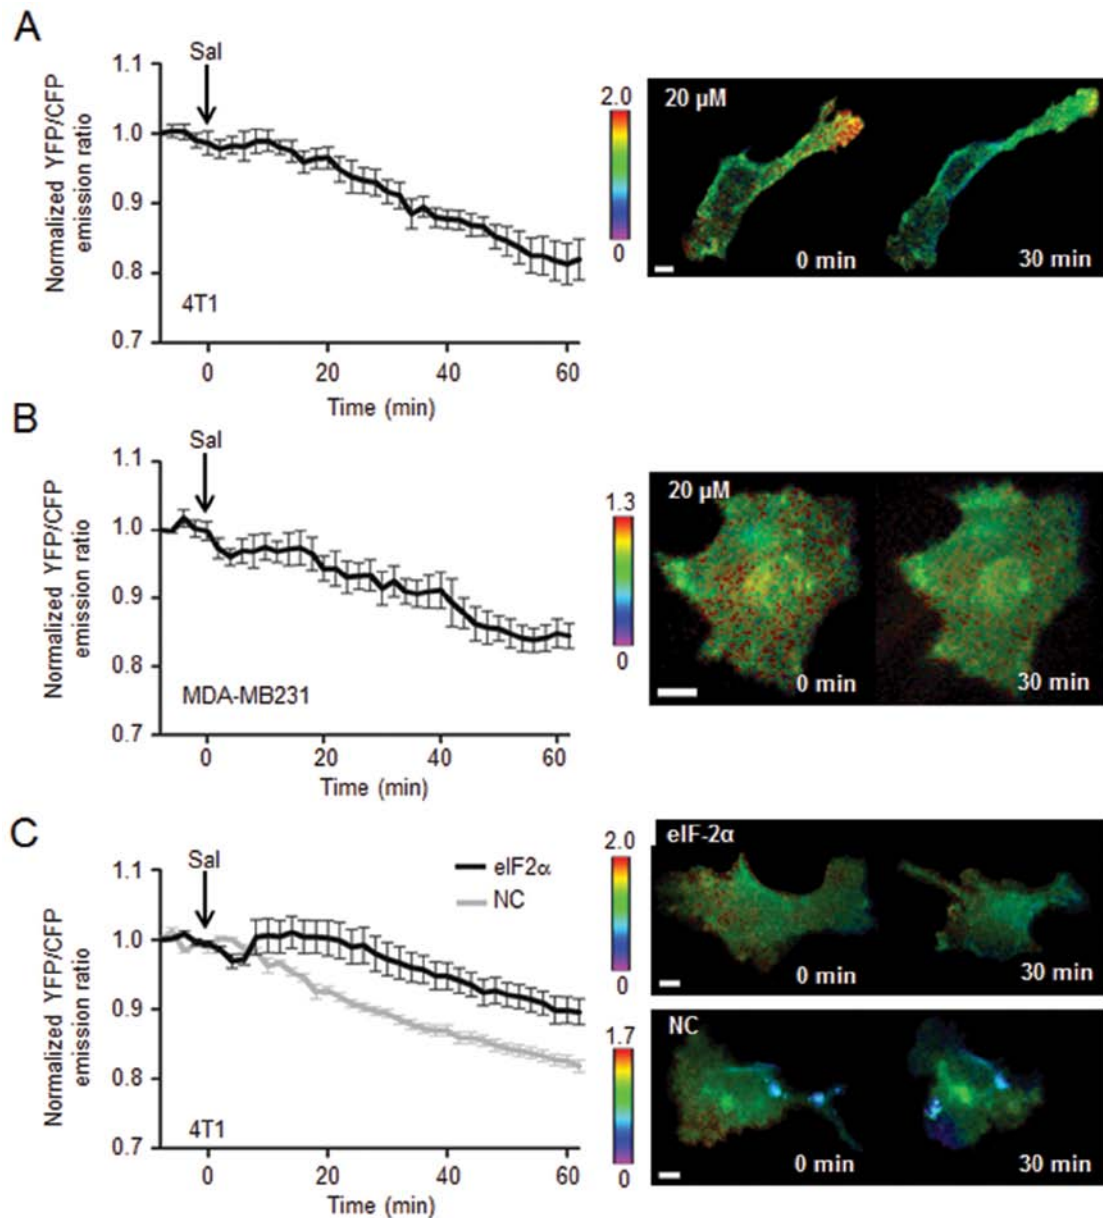 A
Sal
1.1
1.0
0.9
0.8
0.7
Normalized YFP/CFP
emission ratio
4T1
0 20 40 60
Time (min)
2.0
0
20 µM
0 min 30 min
B
Sal
1.1
1.0
0.9
0.8
0.7
Normalized YFP/CFP
emission ratio
MDA-MB231
0 20 40 60
Time (min)
1.3
0
20 µM
0 min 30 min
C
Sal
eIF2α
NC
1.1
1.0
0.9
0.8
0.7
Normalized YFP/CFP
emission ratio
4T1
0 20 40 60
Time (min)
2.0
0
eIF-2α
0 min 30 min
1.7
0
NC
0 min 30 min